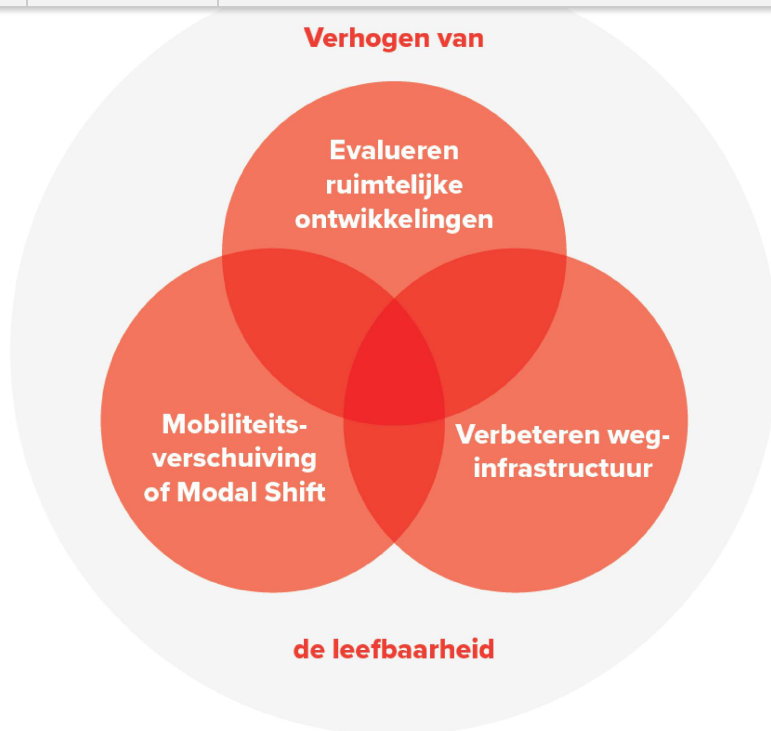 Verhogen van
Evalueren
ruimtelijke
ontwikkelingen
Mobiliteits-
verschuiving
of Modal Shift
Verbeteren weg-
infrastructuur
de leefbaarheid